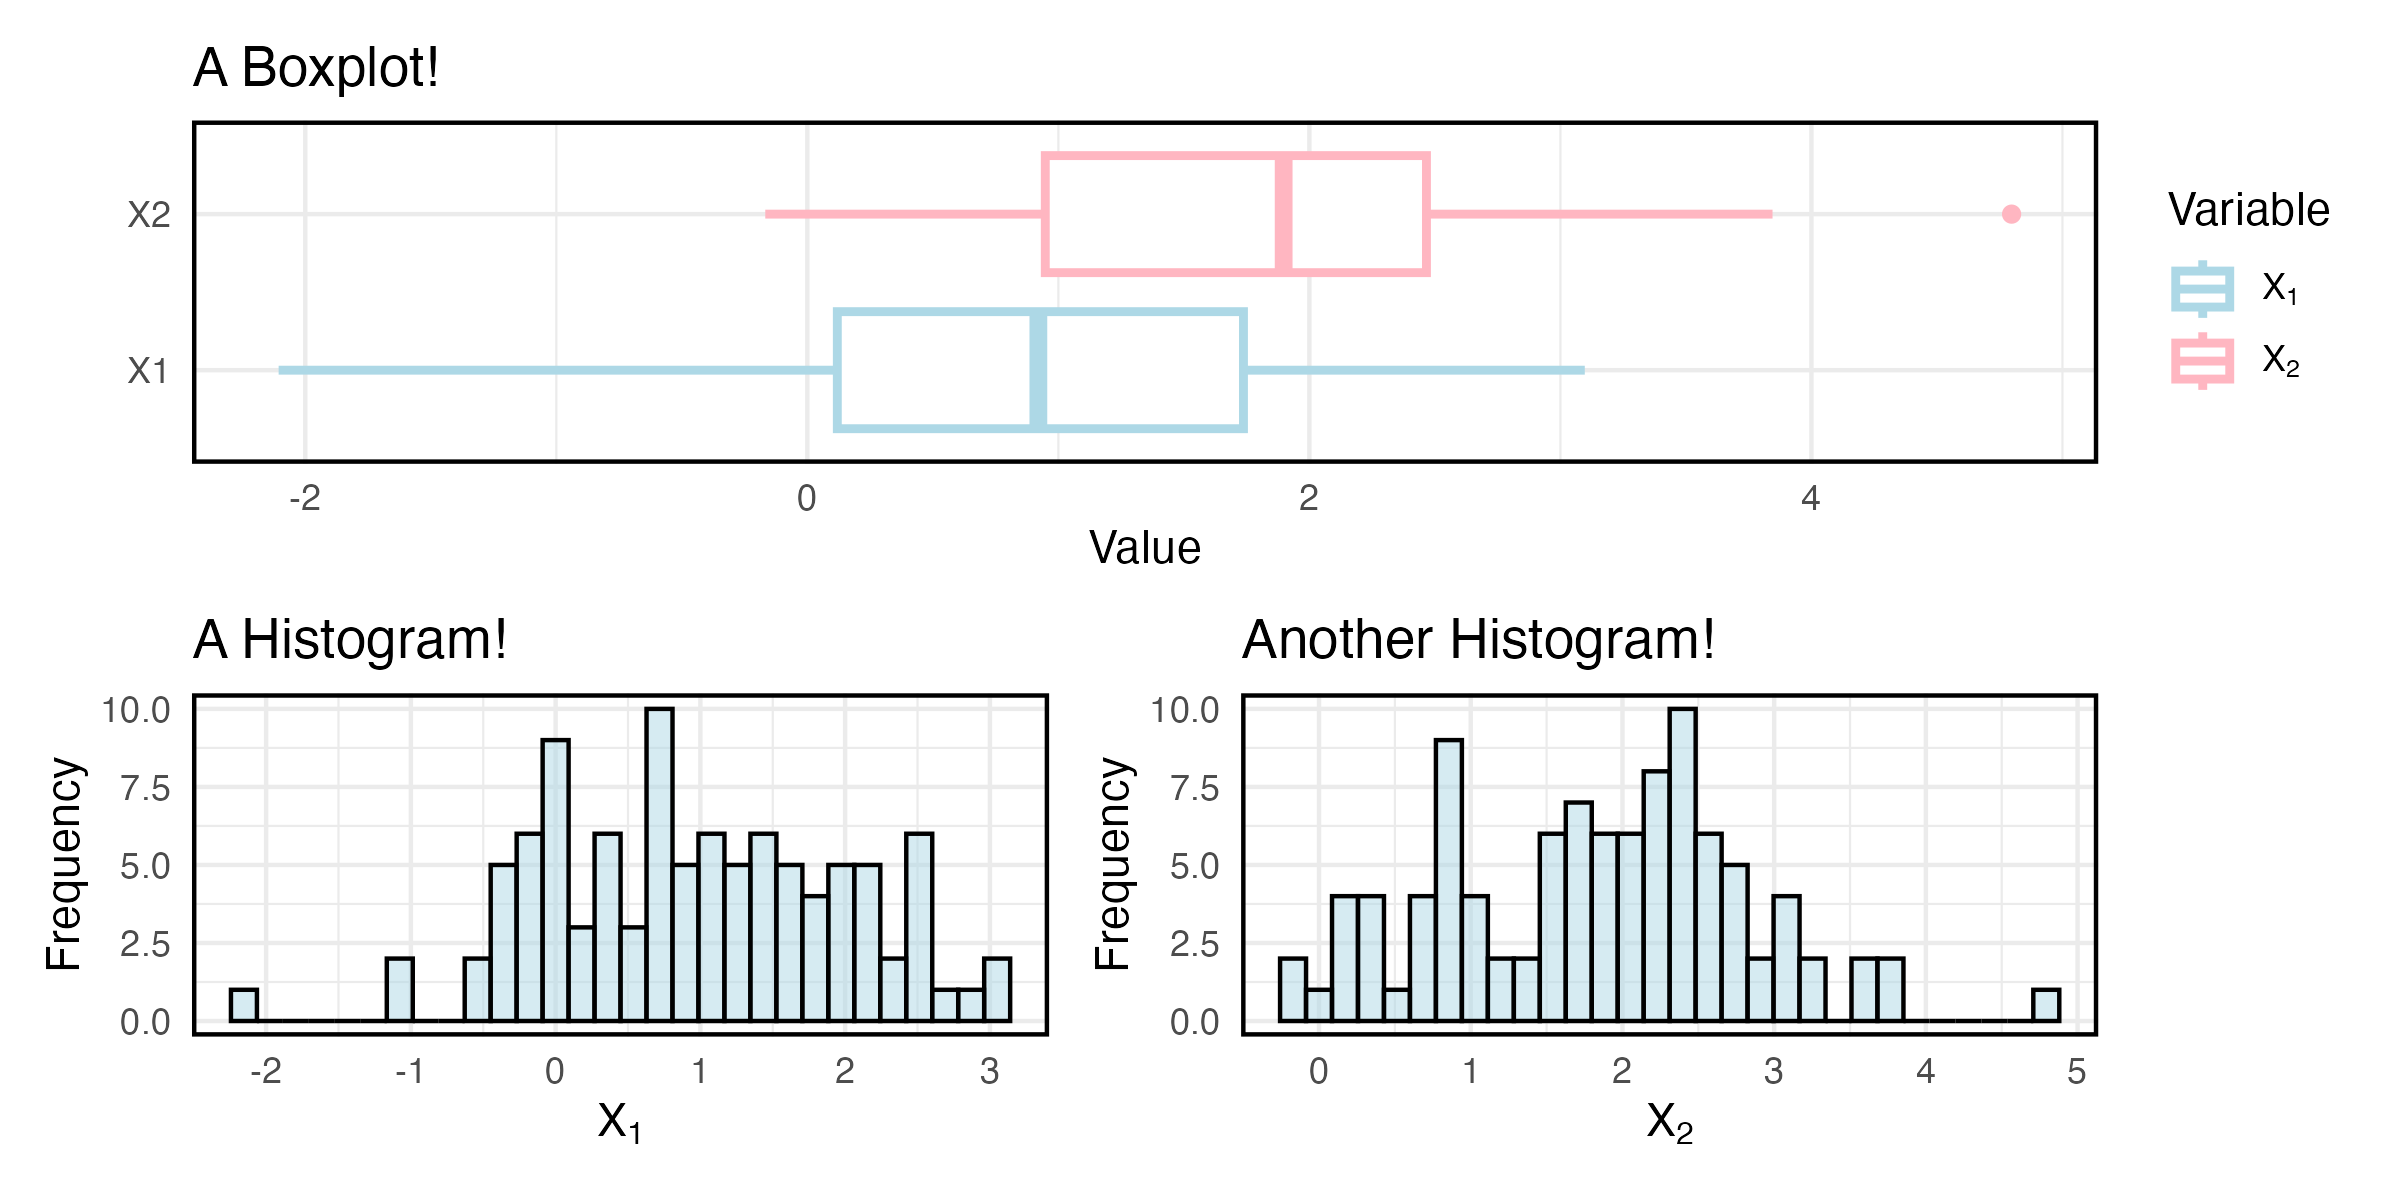 A Boxplot!
X2
X1
-2 0 2 4
Value
Variable
X₁
X₂
A Histogram!
10.0
7.5
5.0
2.5
0.0
Frequency
-2 -1 0 1 2 3
X₁
Another Histogram!
10.0
7.5
5.0
2.5
0.0
Frequency
0 1 2 3 4 5
X₂